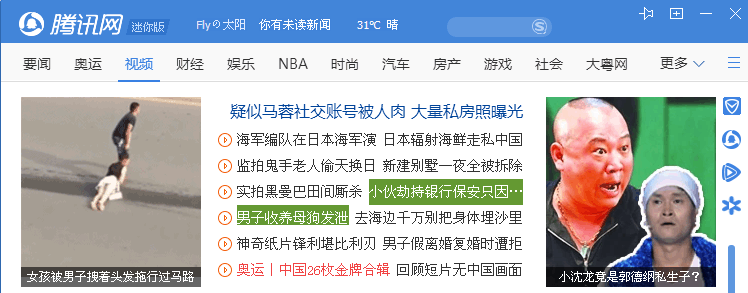 腾讯网 迷你版 Flyの太阳 你有未读新闻 31℃ 晴
要闻 奥运 视频 财经 娱乐 NBA 时尚 汽车 房产 游戏 社会 大粤网 更多
疑似马蓉社交账号被人肉 大量私房照曝光
海军编队在日本海军演 日本辐射海鲜走私中国
监拍鬼手老人偷天换日 新建别墅一夜全被拆除
实拍黑曼巴田间厮杀 小伙劫持银行保安只因…
男子收养母狗发泄 去海边千万别把身体埋沙里
神奇纸片锋利堪比利刃 男子假离婚复婚时遭拒
奥运|中国26枚金牌合辑 回顾短片无中国画面
女孩被男子拽着头发拖行过马路
小沈龙竟是郭德纲私生子？